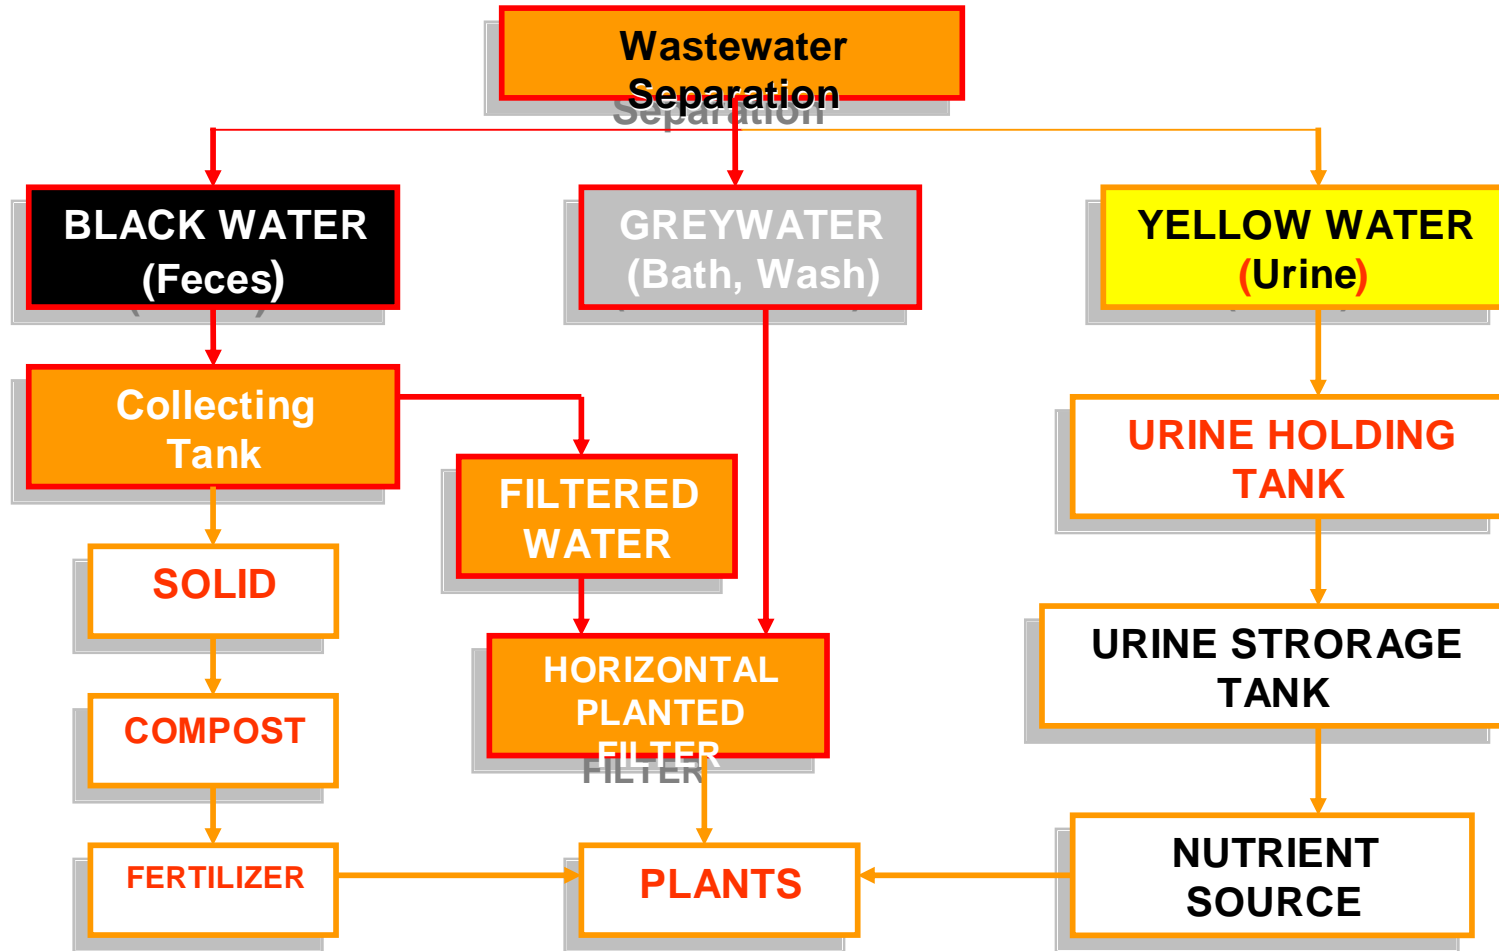 Wastewater
Separation
BLACK WATER
(Feces)
GREYWATER
(Bath, Wash)
YELLOW WATER
(Urine)
Collecting
Tank
URINE HOLDING
TANK
FILTERED
WATER
SOLID
URINE STRORAGE
TANK
HORIZONTAL
PLANTED
FILTER
COMPOST
NUTRIENT
SOURCE
FERTILIZER
PLANTS